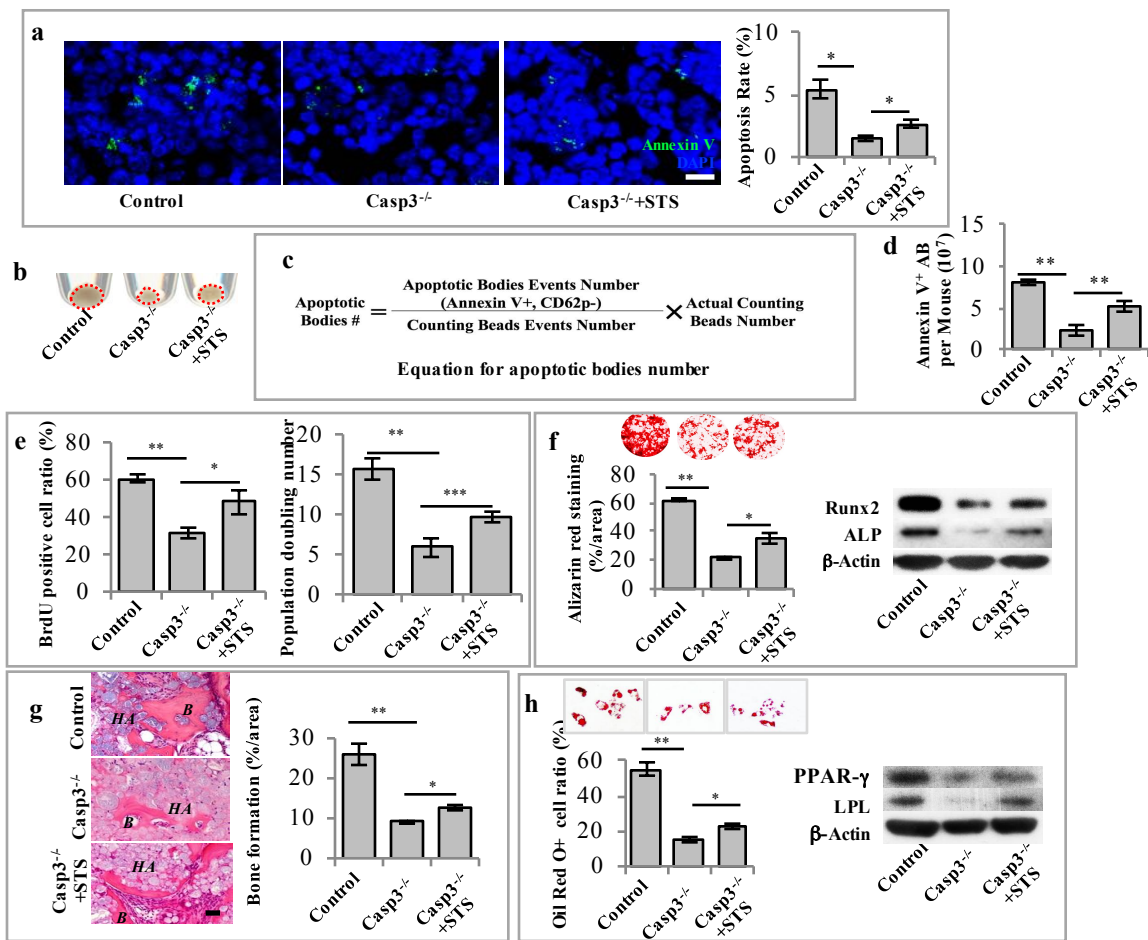 a
Annexin V
DAPI
Control
Casp3-/-
Casp3-/-+STS
Apoptosis Rate (%)
10
5
0
*
*
Control
Casp3-/-
Casp3-/-
+STS
b
Control
Casp3-/-
Casp3-/-
+STS
c
Apoptotic
Bodies #
=
Apoptotic Bodies Events Number
(Annexin V+, CD62p-)
Counting Beads Events Number
×
Actual Counting
Beads Number
Equation for apoptotic bodies number
d
Annexin V+ AB
per Mouse (10^7)
15
10
5
0
**
**
Control
Casp3-/-
Casp3-/-
+STS
e
BrdU positive cell ratio (%)
80
60
40
20
0
**
*
Control
Casp3-/-
Casp3-/-
+STS
Population doubling number
20
15
10
5
0
**
***
Control
Casp3-/-
Casp3-/-
+STS
f
Alizarin red staining
(%/area)
80
60
40
20
0
**
*
Control
Casp3-/-
Casp3-/-
+STS
Runx2
ALP
β-Actin
Control
Casp3-/-
Casp3-/-
+STS
g
Control
HA
B
Casp3-/-
HA
B
Casp3-/-
+STS
HA
B
Bone formation (%/area)
30
20
10
0
**
*
Control
Casp3-/-
Casp3-/-
+STS
h
Oil Red O+ cell ratio (%)
60
40
20
0
**
*
Control
Casp3-/-
Casp3-/-
+STS
PPAR-γ
LPL
β-Actin
Control
Casp3-/-
Casp3-/-
+STS